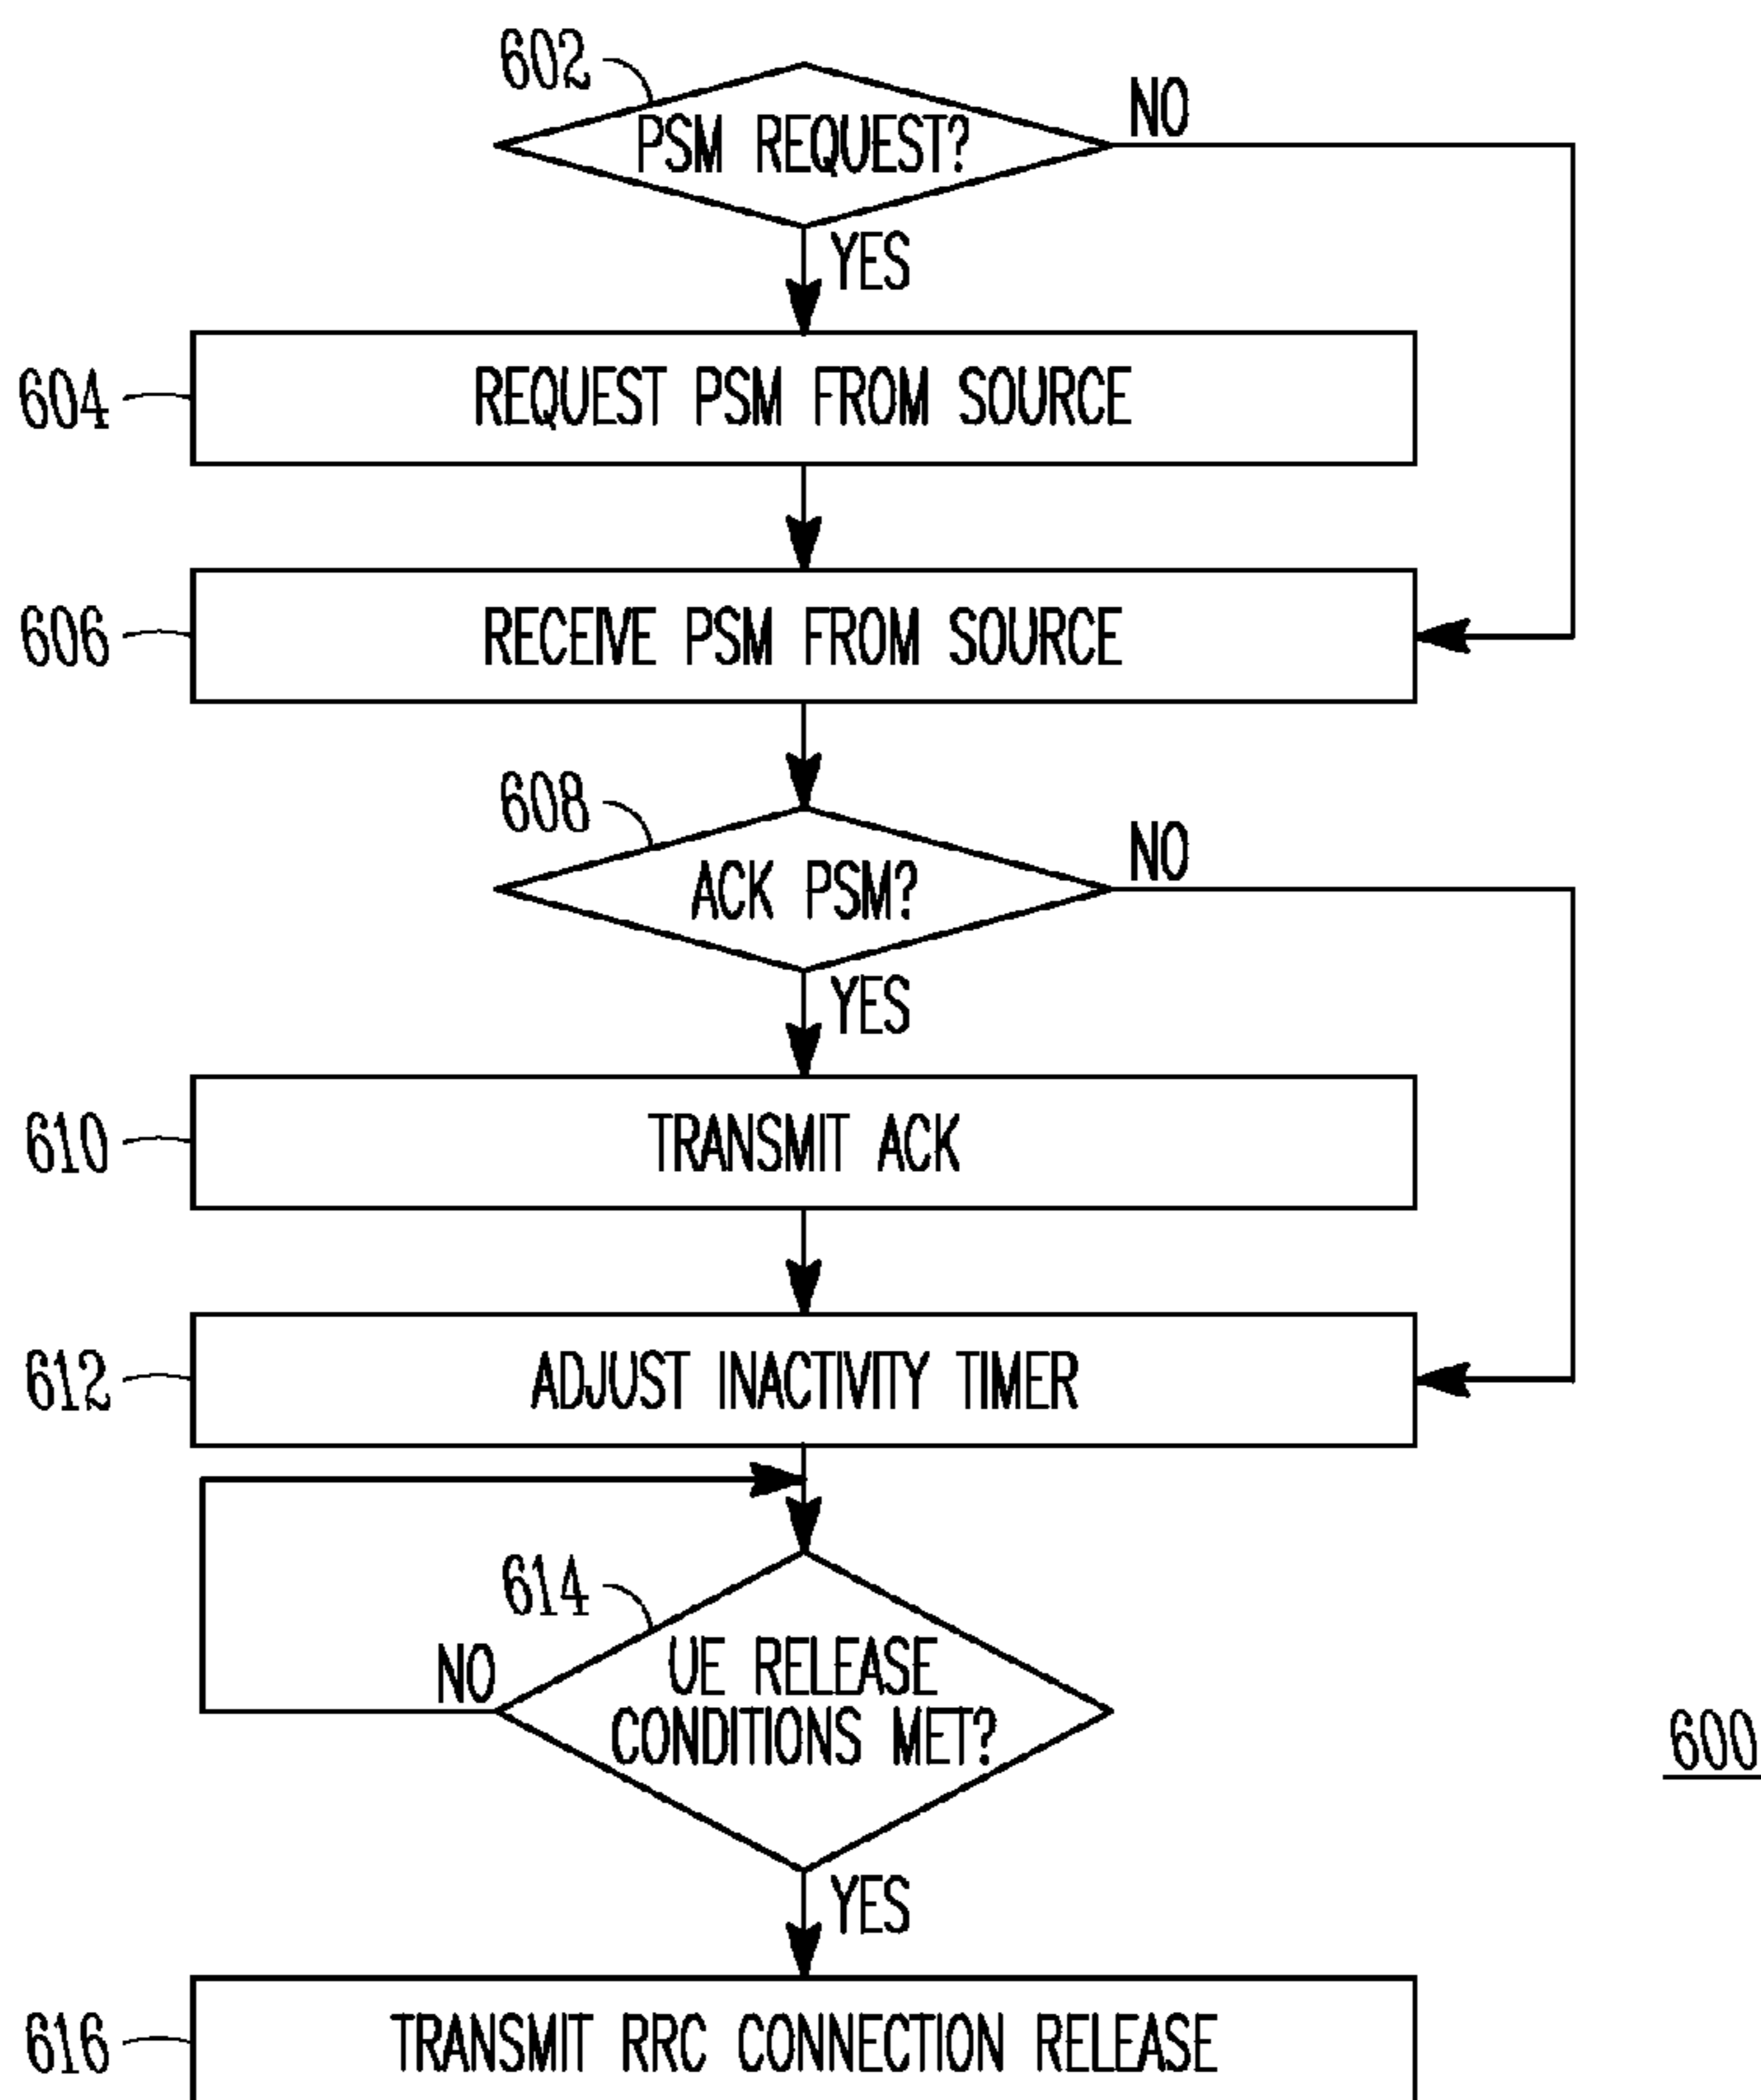 602
PSM REQUEST?
NO
YES
604
REQUEST PSM FROM SOURCE
606
RECEIVE PSM FROM SOURCE
608
ACK PSM?
NO
YES
610
TRANSMIT ACK
612
ADJUST INACTIVITY TIMER
614
UE RELEASE
CONDITIONS MET?
NO
600
YES
616
TRANSMIT RRC CONNECTION RELEASE